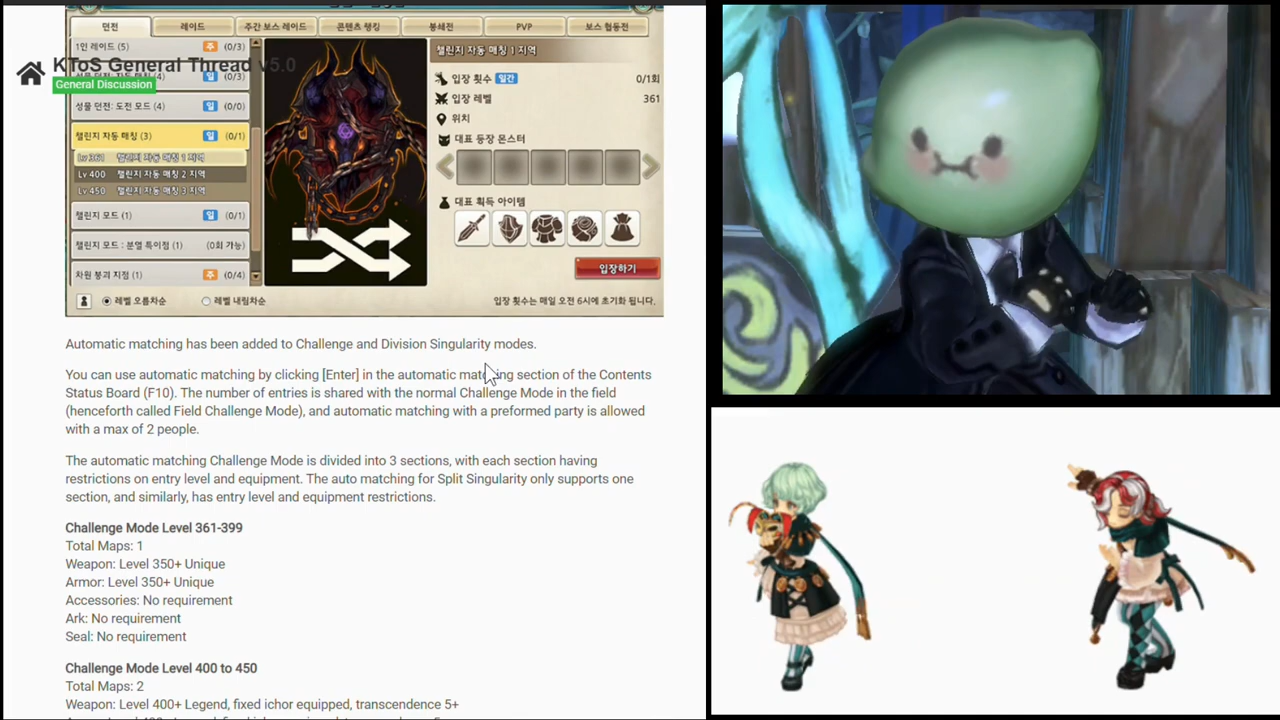 던전
레이드
주간 보스 레이드
콘텐츠 랭킹
봉쇄전
PVP
보스 협동전
1인 레이드 (5)
주
(0/3)
KToS General Thread v5.0
General Discussion
성물 던전: 도전 모드 (4)
일
(0/0)
챌린지 자동 매칭 (3)
일
(0/1)
Lv 361 챌린지 자동 매칭 1 지역
Lv 400 챌린지 자동 매칭 2 지역
Lv 450 챌린지 자동 매칭 3 지역
챌린지 모드 (1)
일
(0/1)
챌린지 모드 : 분열 특이점 (1)
(0회 가능)
차원 붕괴 지점 (1)
주
(0/4)
레벨 오름차순
레벨 내림차순
챌린지 자동 매칭 1 지역
입장 횟수 일간
0/1회
입장 레벨
361
위치
대표 등장 몬스터
대표 획득 아이템
입장하기
입장 횟수는 매일 오전 6시에 초기화 됩니다.
Automatic matching has been added to Challenge and Division Singularity modes.
You can use automatic matching by clicking [Enter] in the automatic matching section of the Contents
Status Board (F10). The number of entries is shared with the normal Challenge Mode in the field
(henceforth called Field Challenge Mode), and automatic matching with a preformed party is allowed
with a max of 2 people.
The automatic matching Challenge Mode is divided into 3 sections, with each section having
restrictions on entry level and equipment. The auto matching for Split Singularity only supports one
section, and similarly, has entry level and equipment restrictions.
Challenge Mode Level 361-399
Total Maps: 1
Weapon: Level 350+ Unique
Armor: Level 350+ Unique
Accessories: No requirement
Ark: No requirement
Seal: No requirement
Challenge Mode Level 400 to 450
Total Maps: 2
Weapon: Level 400+ Legend, fixed ichor equipped, transcendence 5+